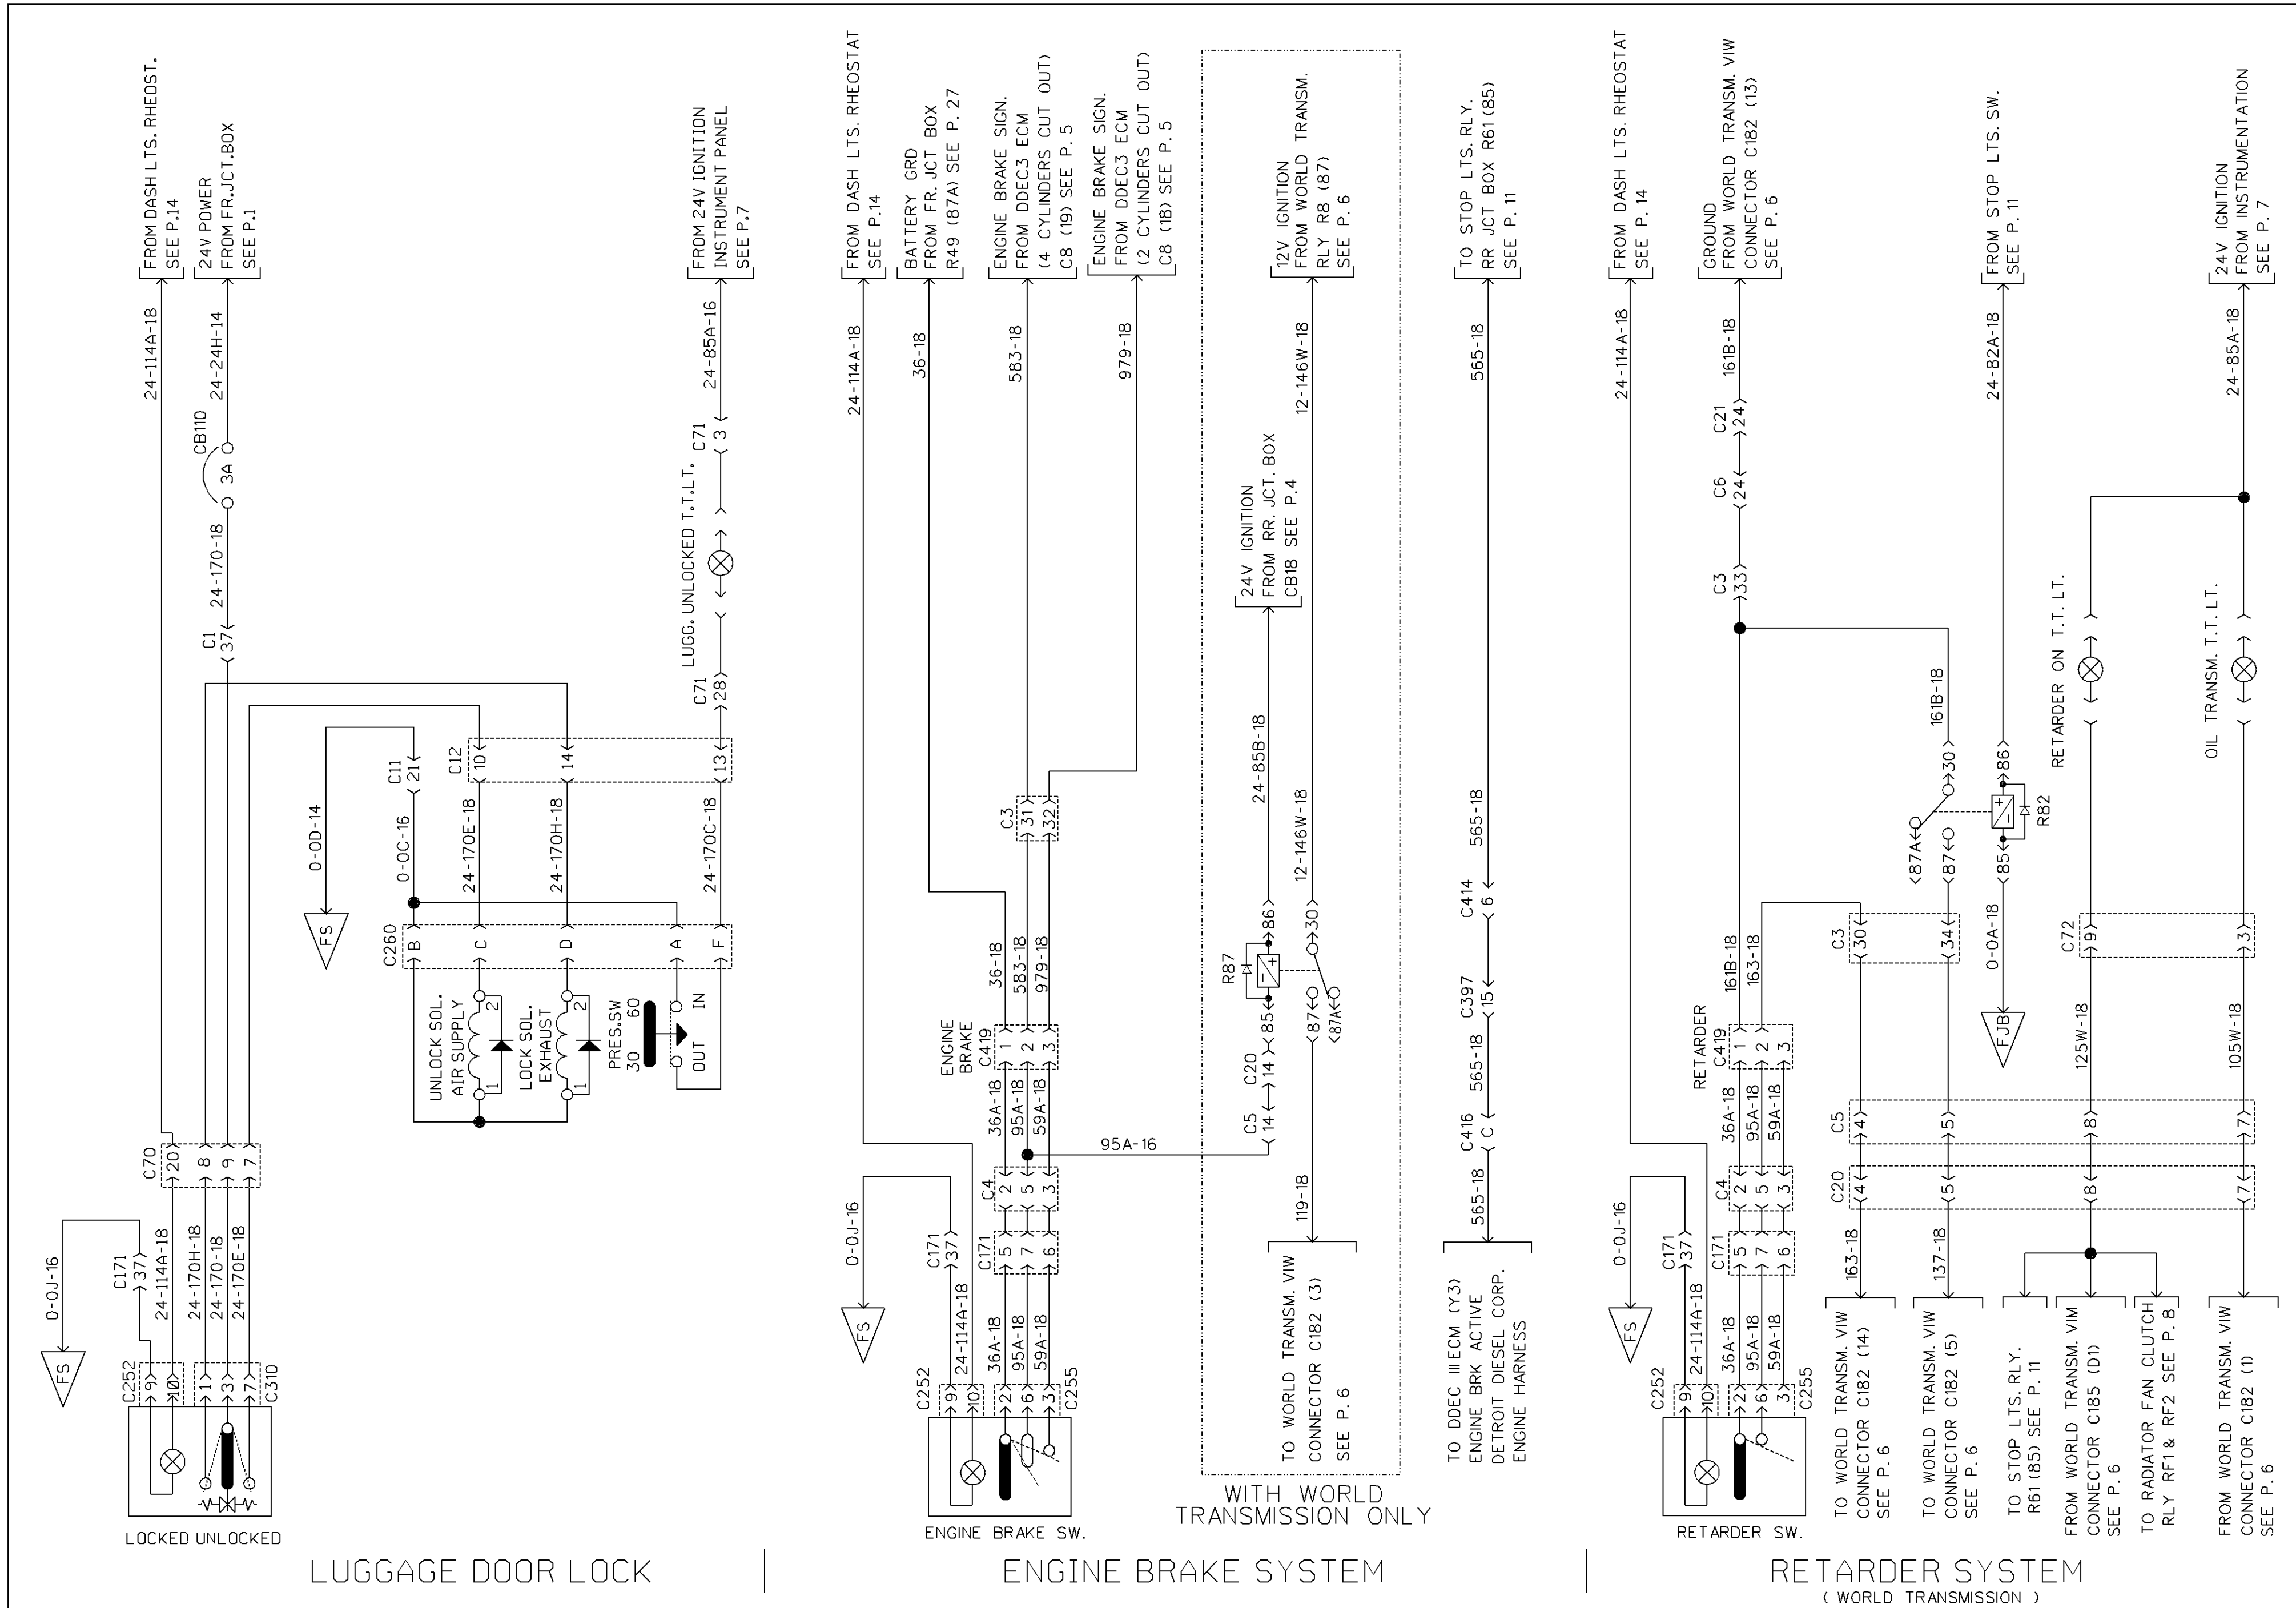 FROM DASH LTS. RHEOST.
SEE P.14
24V POWER
FROM FR.JCT.BOX
SEE P.1
24-114A-18
24-24H-14
CB110
3A
24-170-18
C1
37
FROM 24V IGNITION
INSTRUMENT PANEL
SEE P.7
24-85A-16
C71
3
LUGG. UNLOCKED T.T.LT.
C71
28
0-0D-14
FS
C11
21
0-0C-16
C12
10
14
13
24-170E-18
24-170H-18
24-170C-18
C260
B
C
D
A
F
UNLOCK SOL.
AIR SUPPLY
1
2
LOCK SOL.
EXHAUST
1
2
PRES.SW
30 60
OUT
IN
C70
20
8
9
7
0-0J-16
FS
C171
37
24-114A-18
24-170H-18
24-170-18
24-170E-18
C252
9
10
1
3
7
C310
LOCKED UNLOCKED
LUGGAGE DOOR LOCK
FROM DASH LTS. RHEOSTAT
SEE P.14
BATTERY GRD
FROM FR. JCT BOX
R49 (87A) SEE P. 27
ENGINE BRAKE SIGN.
FROM DDEC3 ECM
(4 CYLINDERS CUT OUT)
C8 (19) SEE P. 5
ENGINE BRAKE SIGN.
FROM DDEC3 ECM
(2 CYLINDERS CUT OUT)
C8 (18) SEE P. 5
24-114A-18
36-18
583-18
979-18
C3
31
32
36-18
583-18
979-18
ENGINE
BRAKE
C419
1
2
3
36A-18
95A-18
59A-18
95A-16
C4
2
5
3
C171
5
7
6
0-0J-16
FS
C171
37
24-114A-18
36A-18
95A-18
59A-18
C252
9
10
2
6
3
C255
ENGINE BRAKE SW.
12V IGNITION
FROM WORLD TRANSM.
RLY R8 (87)
SEE P. 6
12-146W-18
24V IGNITION
FROM RR. JCT. BOX
CB18 SEE P.4
24-85B-18
12-146W-18
R87
86
85
30
87
87A
C20
14
C5
14
119-18
TO WORLD TRANSM. VIW
CONNECTOR C182 (3)
SEE P. 6
WITH WORLD
TRANSMISSION ONLY
TO STOP LTS. RLY.
RR JCT BOX R61 (85)
SEE P. 11
565-18
565-18
C414
6
C397
15
565-18
C416
C
565-18
TO DDEC III ECM (Y3)
ENGINE BRK ACTIVE
DETROIT DIESEL CORP.
ENGINE HARNESS
ENGINE BRAKE SYSTEM
FROM DASH LTS. RHEOSTAT
SEE P. 14
GROUND
FROM WORLD TRANSM. VIW
CONNECTOR C182 (13)
SEE P. 6
FROM STOP LTS. SW.
SEE P. 11
24V IGNITION
FROM INSTRUMENTATION
SEE P. 7
24-114A-18
161B-18
24-82A-18
24-85A-18
C21
24
C6
24
C3
33
161B-18
RETARDER ON T.T. LT.
OIL TRANSM. T.T. LT.
30
87A
87
86
85
R82
0-0A-18
FJB
161B-18
163-18
RETARDER
C419
1
2
3
C3
30
34
C72
9
3
125W-18
105W-18
36A-18
95A-18
59A-18
C4
2
5
3
C171
5
7
6
C5
4
5
8
7
C20
4
5
8
7
0-0J-16
FS
C171
37
24-114A-18
36A-18
95A-18
59A-18
C252
9
10
2
6
3
C255
RETARDER SW.
163-18
137-18
TO WORLD TRANSM. VIW
CONNECTOR C182 (14)
SEE P. 6
TO WORLD TRANSM. VIW
CONNECTOR C182 (5)
SEE P. 6
TO STOP LTS. RLY.
R61 (85) SEE P. 11
FROM WORLD TRANSM. VIM
CONNECTOR C185 (D1)
SEE P. 6
TO RADIATOR FAN CLUTCH
RLY RF1 & RF2 SEE P. 8
FROM WORLD TRANSM. VIW
CONNECTOR C182 (1)
SEE P. 6
RETARDER SYSTEM
( WORLD TRANSMISSION )